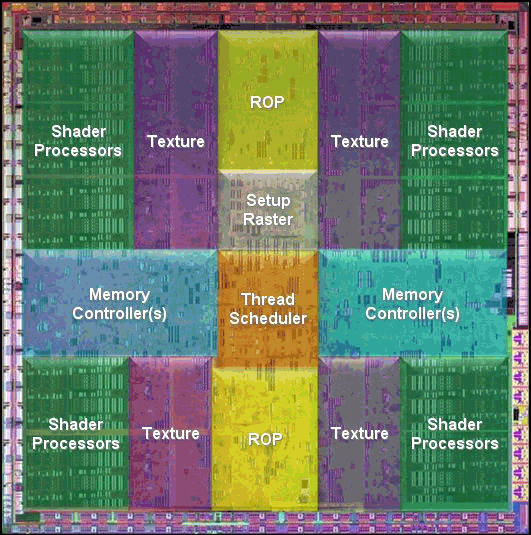 ROP
Shader
Processors
Texture
Texture
Shader
Processors
Setup
Raster
Memory
Controller(s)
Thread
Scheduler
Memory
Controller(s)
Shader
Processors
Texture
ROP
Texture
Shader
Processors